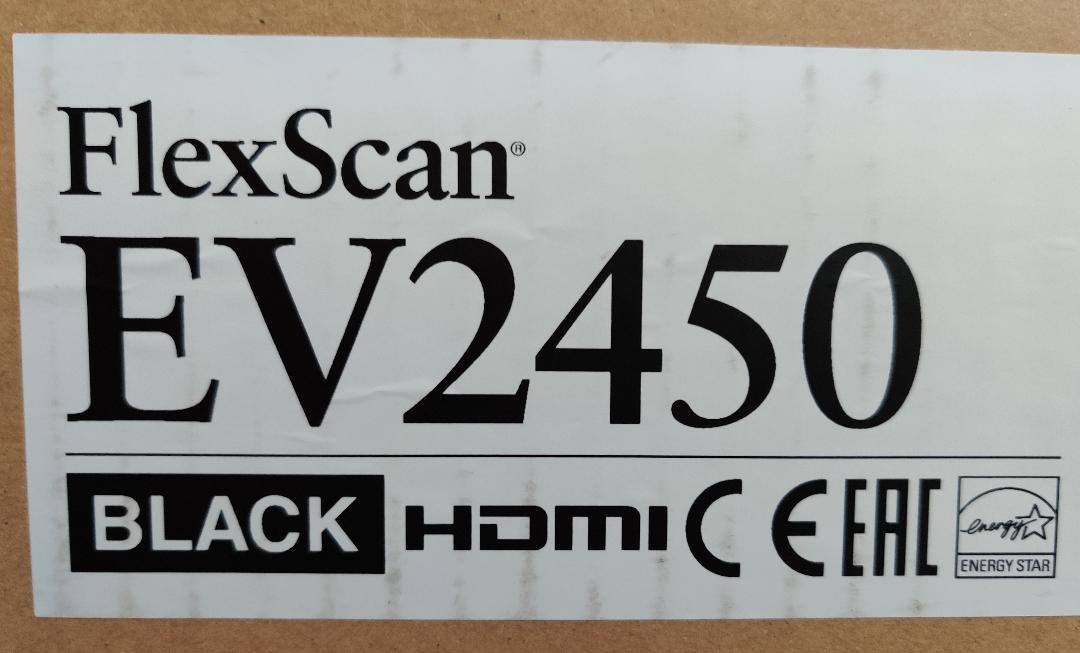 FlexScan®
EV2450
BLACK HDMI CE EAC energy
ENERGY STAR